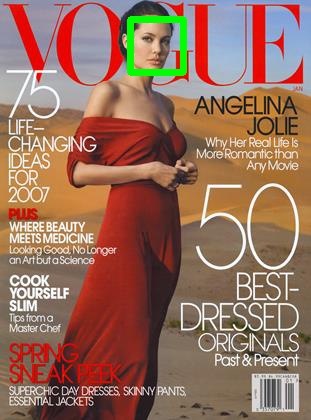 VOGUE
JAN
75
LIFE–
CHANGING
IDEAS
FOR
2007
PLUS
WHERE BEAUTY
MEETS MEDICINE
Looking Good, No Longer
an Art but a Science
COOK
YOURSELF
SLIM
Tips from a
Master Chef
SPRING
SNEAK PEEK
SUPERCHIC DAY DRESSES, SKINNY PANTS,
ESSENTIAL JACKETS
ANGELINA
JOLIE
Why Her Real Life Is
More Romantic than
Any Movie
50
BEST-
DRESSED
ORIGINALS
Past & Present